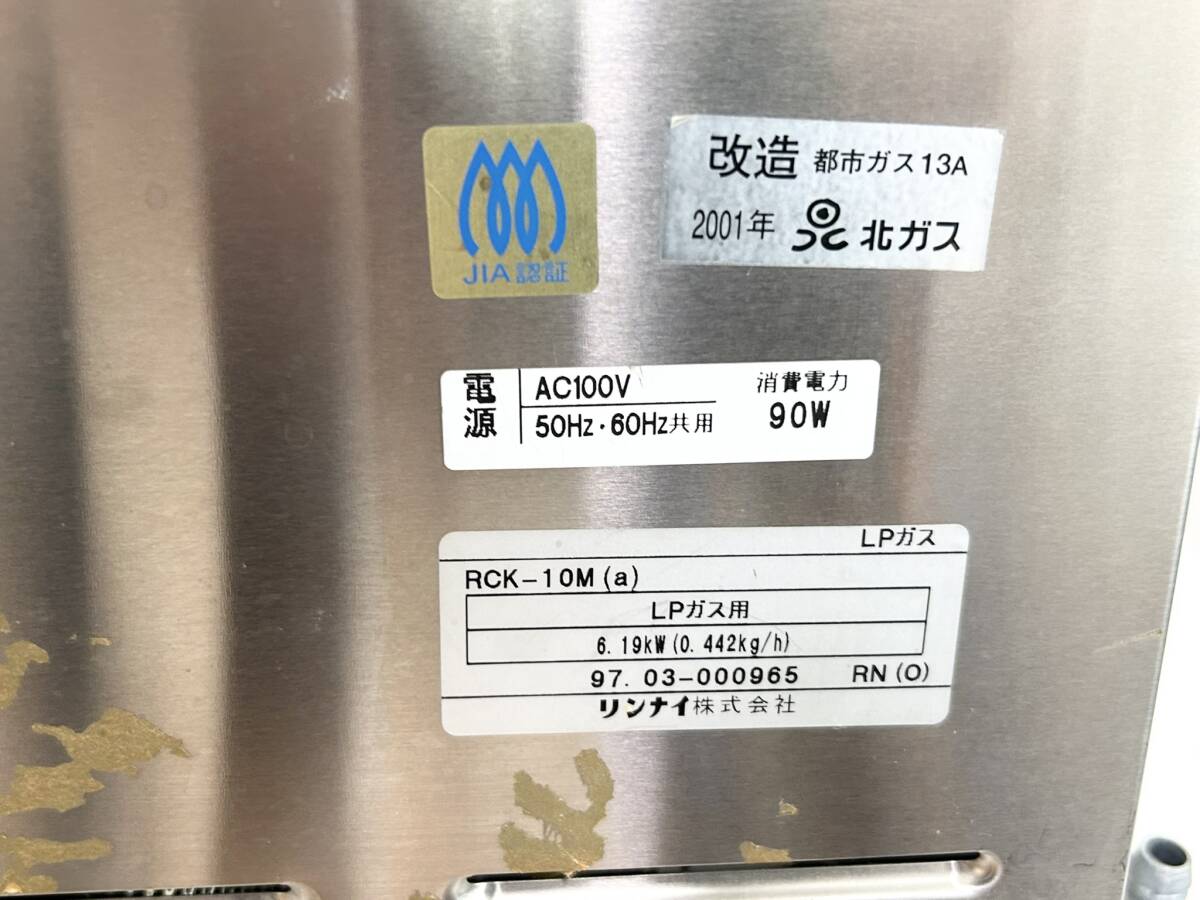 JIA認証
改造 都市ガス13A
2001年 北ガス
電源
AC100V
50Hz・60Hz共用
消費電力
90W
LPガス
RCK-10M(a)
LPガス用
6.19kW(0.442kg/h)
97.03-000965 RN(O)
リンナイ株式会社